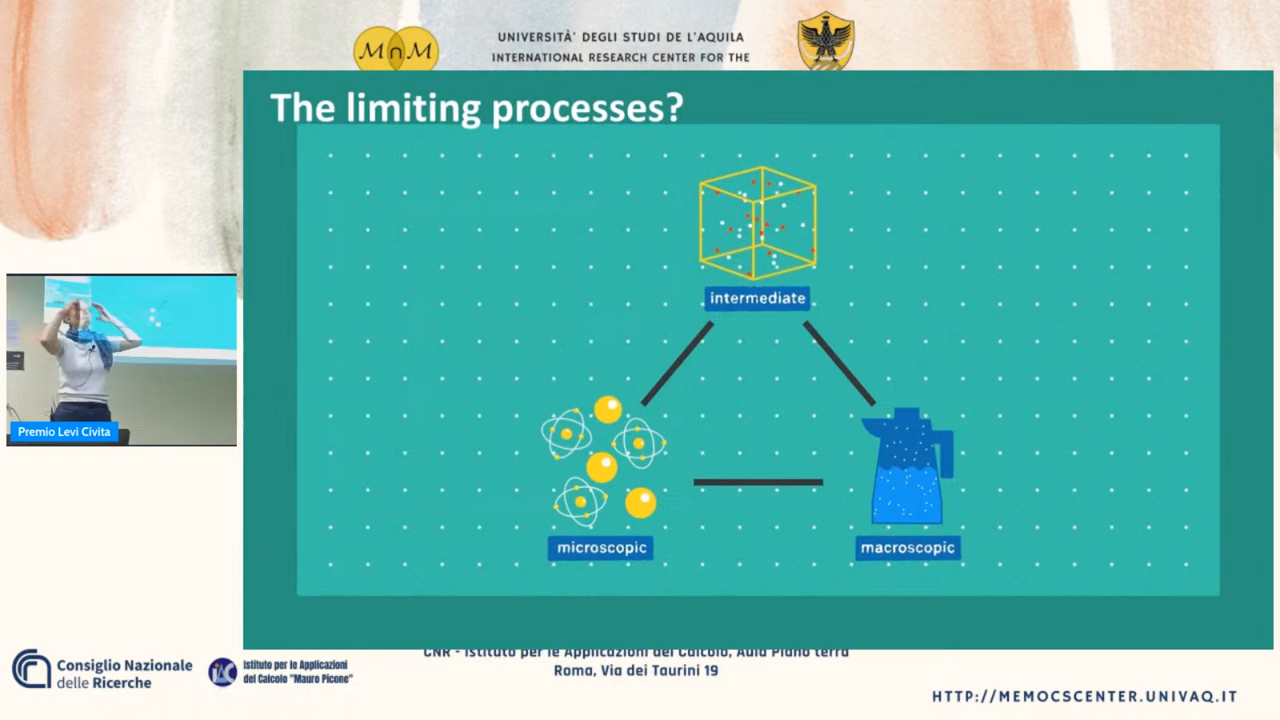 MnM
UNIVERSITÀ' DEGLI STUDI DE L'AQUILA
INTERNATIONAL RESEARCH CENTER FOR THE
The limiting processes?
intermediate
microscopic
macroscopic
Premio Levi Civita
Consiglio Nazionale
delle Ricerche
IAC
Istituto per le Applicazioni
del Calcolo "Mauro Picone"
CNR - Istituto per le Applicazioni del Calcolo, Aula Piano terra
Roma, Via dei Taurini 19
HTTP://MEMOCSCENTER.UNIVAQ.IT